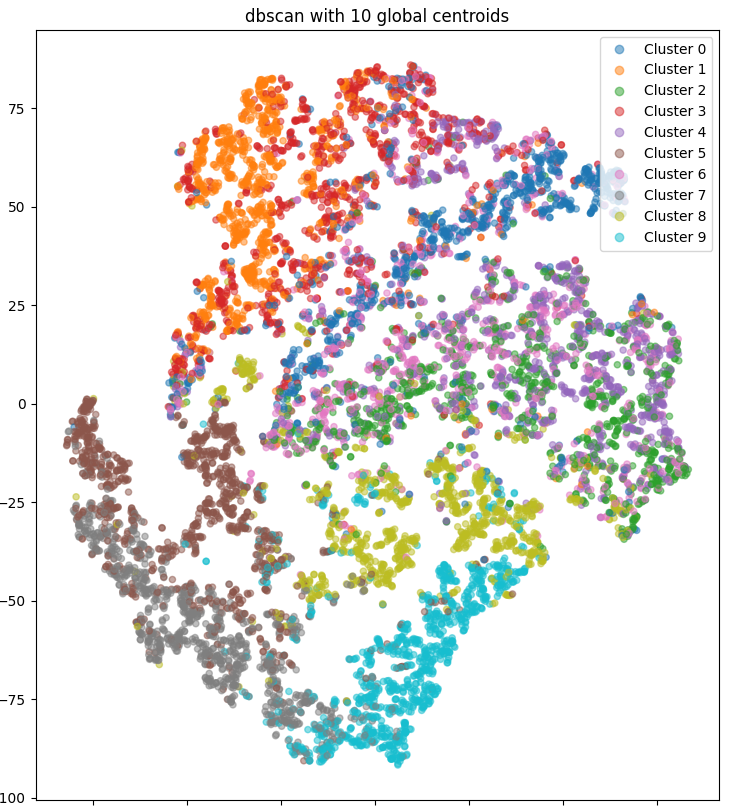 dbscan with 10 global centroids
Cluster 0
Cluster 1
Cluster 2
Cluster 3
Cluster 4
Cluster 5
Cluster 6
Cluster 7
Cluster 8
Cluster 9
75
50
25
0
−25
−50
−75
100